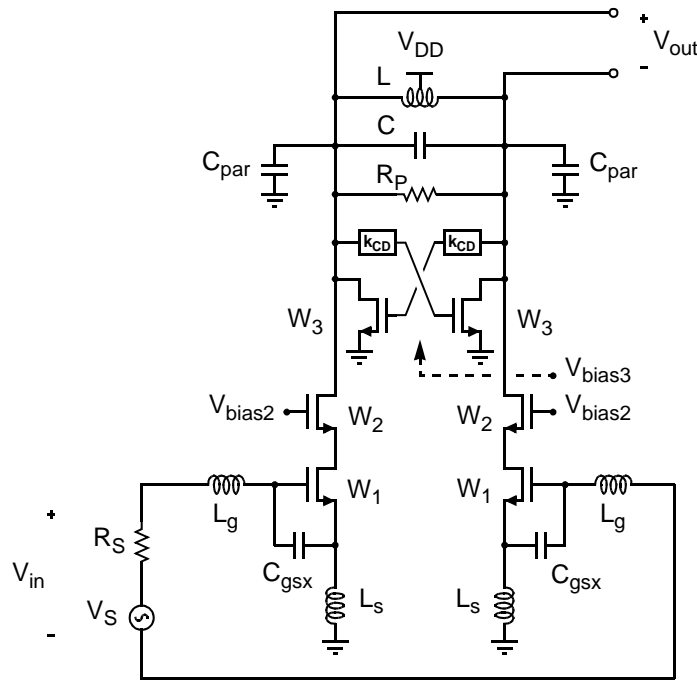 +
V_out
-
V_DD
L
C
C_par
C_par
R_P
k_CD
k_CD
W_3
W_3
V_bias3
V_bias2
W_2
W_2
V_bias2
W_1
W_1
L_g
L_g
+
R_S
C_gsx
C_gsx
V_in
V_S
L_s
L_s
-